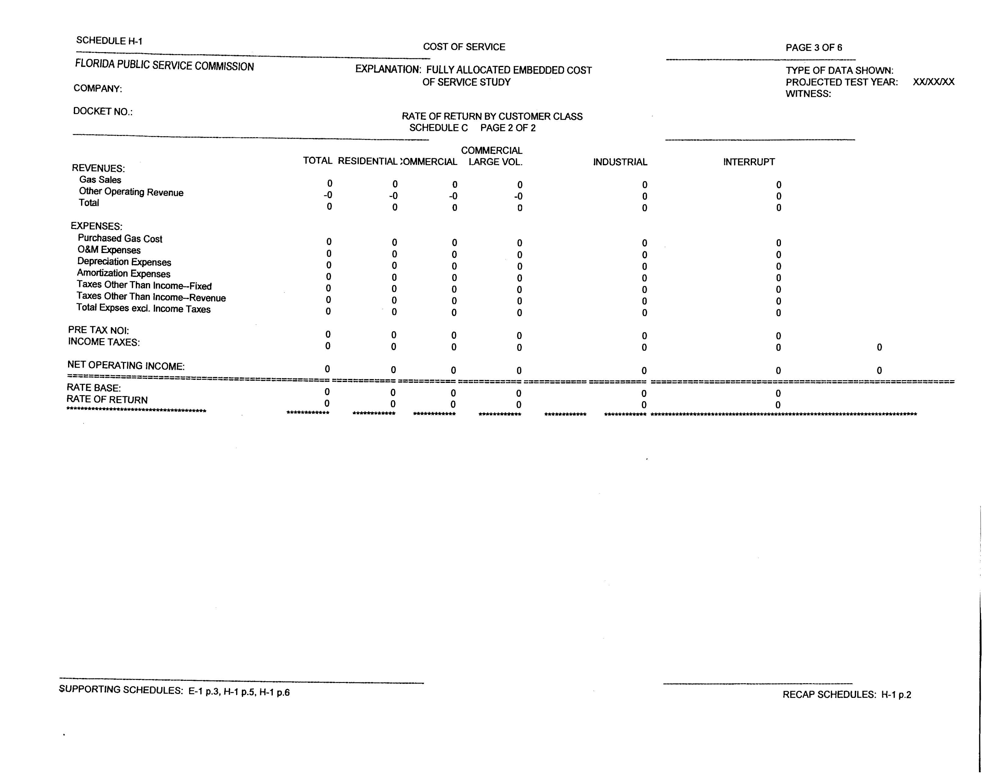 SCHEDULE H-1 COST OF SERVICE PAGE 3 OF 6
FLORIDA PUBLIC SERVICE COMMISSION EXPLANATION: FULLY ALLOCATED EMBEDDED COST TYPE OF DATA SHOWN:
OF SERVICE STUDY PROJECTED TEST YEAR: XX/XX/XX
COMPANY: WITNESS:
DOCKET NO.: RATE OF RETURN BY CUSTOMER CLASS
SCHEDULE C PAGE 2 OF 2
COMMERCIAL
TOTAL RESIDENTIAL COMMERCIAL LARGE VOL. INDUSTRIAL INTERRUPT
REVENUES:
Gas Sales 0 0 0 0 0 0
Other Operating Revenue -0 -0 -0 -0 0 0
Total 0 0 0 0 0 0
EXPENSES:
Purchased Gas Cost 0 0 0 0 0 0
O&M Expenses 0 0 0 0 0 0
Depreciation Expenses 0 0 0 0 0 0
Amortization Expenses 0 0 0 0 0 0
Taxes Other Than Income--Fixed 0 0 0 0 0 0
Taxes Other Than Income--Revenue 0 0 0 0 0 0
Total Expses excl. Income Taxes 0 0 0 0 0 0
PRE TAX NOI: 0 0 0 0 0 0
INCOME TAXES: 0 0 0 0 0 0 0
NET OPERATING INCOME: 0 0 0 0 0 0 0
RATE BASE: 0 0 0 0 0 0
RATE OF RETURN 0 0 0 0 0 0
SUPPORTING SCHEDULES: E-1 p.3, H-1 p.5, H-1 p.6 RECAP SCHEDULES: H-1 p.2